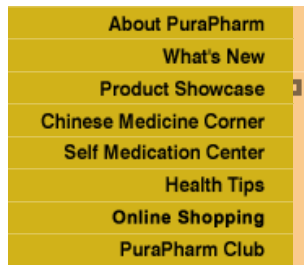 About PuraPharm
What's New
Product Showcase
Chinese Medicine Corner
Self Medication Center
Health Tips
Online Shopping
PuraPharm Club